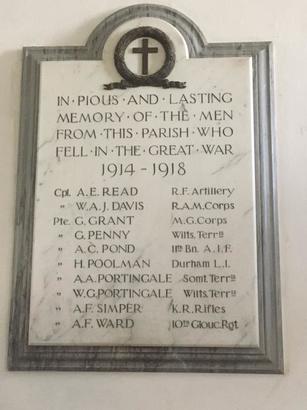 IN · PIOUS · AND · LASTING
MEMORY · OF · THE · MEN
FROM · THIS · PARISH · WHO
FELL · IN · THE · GREAT · WAR
1914 - 1918
Cpl. A. E. READ R.F. Artillery
" W.A.J. DAVIS R.A.M. Corps
Pte. G. GRANT M.G. Corps
" G. PENNY Wilts. Terrls
" A.C. POND 11th Bn. A.I.F.
" H. POOLMAN Durham L.I.
" A.A. PORTINGALE Somt. Terrls
" W.G. PORTINGALE Wilts. Terrls
" A.F. SIMPER K.R. Rifles
" A.F. WARD 10th Glouc. Rgt.